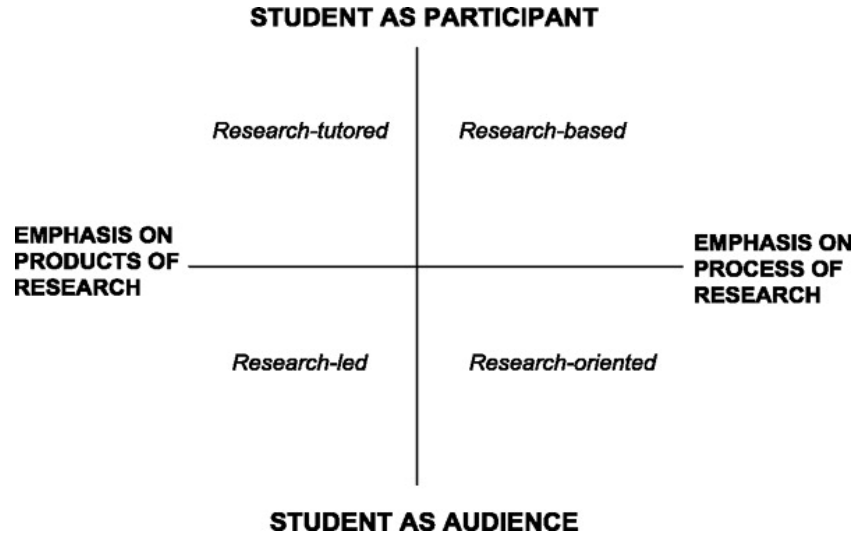 STUDENT AS PARTICIPANT
Research-tutored
Research-based
EMPHASIS ON
PRODUCTS OF
RESEARCH
EMPHASIS ON
PROCESS OF
RESEARCH
Research-led
Research-oriented
STUDENT AS AUDIENCE